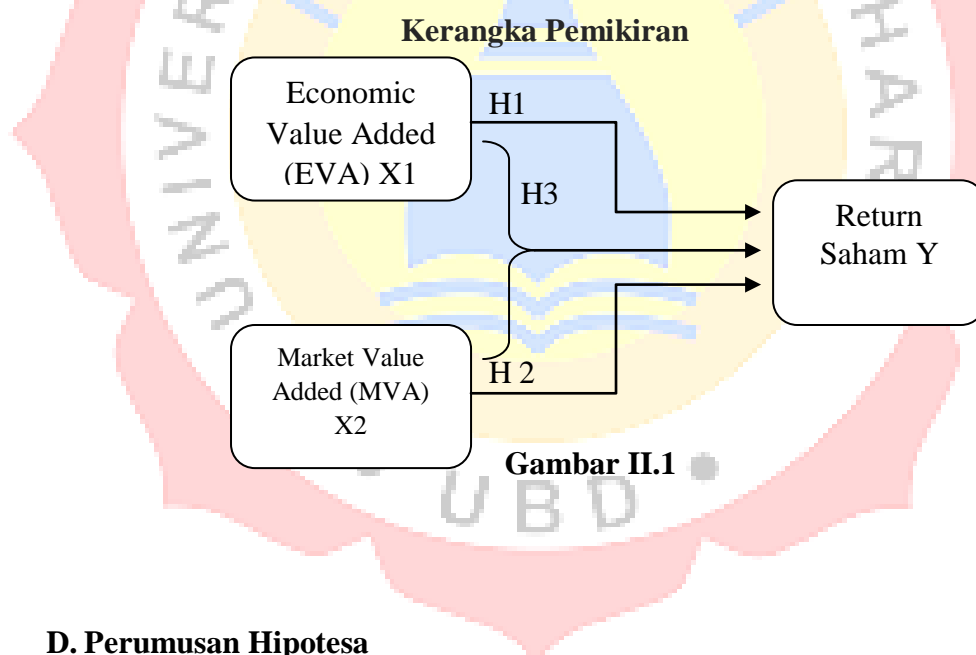 Kerangka Pemikiran
Economic
Value Added
(EVA) X1
H1
H3
Return
Saham Y
Market Value
Added (MVA)
X2
H 2
Gambar II.1
UBD
D. Perumusan Hipotesa